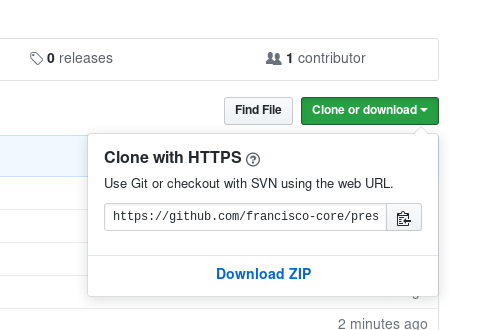 0 releases
1 contributor
Find File
Clone or download
Clone with HTTPS
Use Git or checkout with SVN using the web URL.
https://github.com/francisco-core/pres
Download ZIP
2 minutes ago